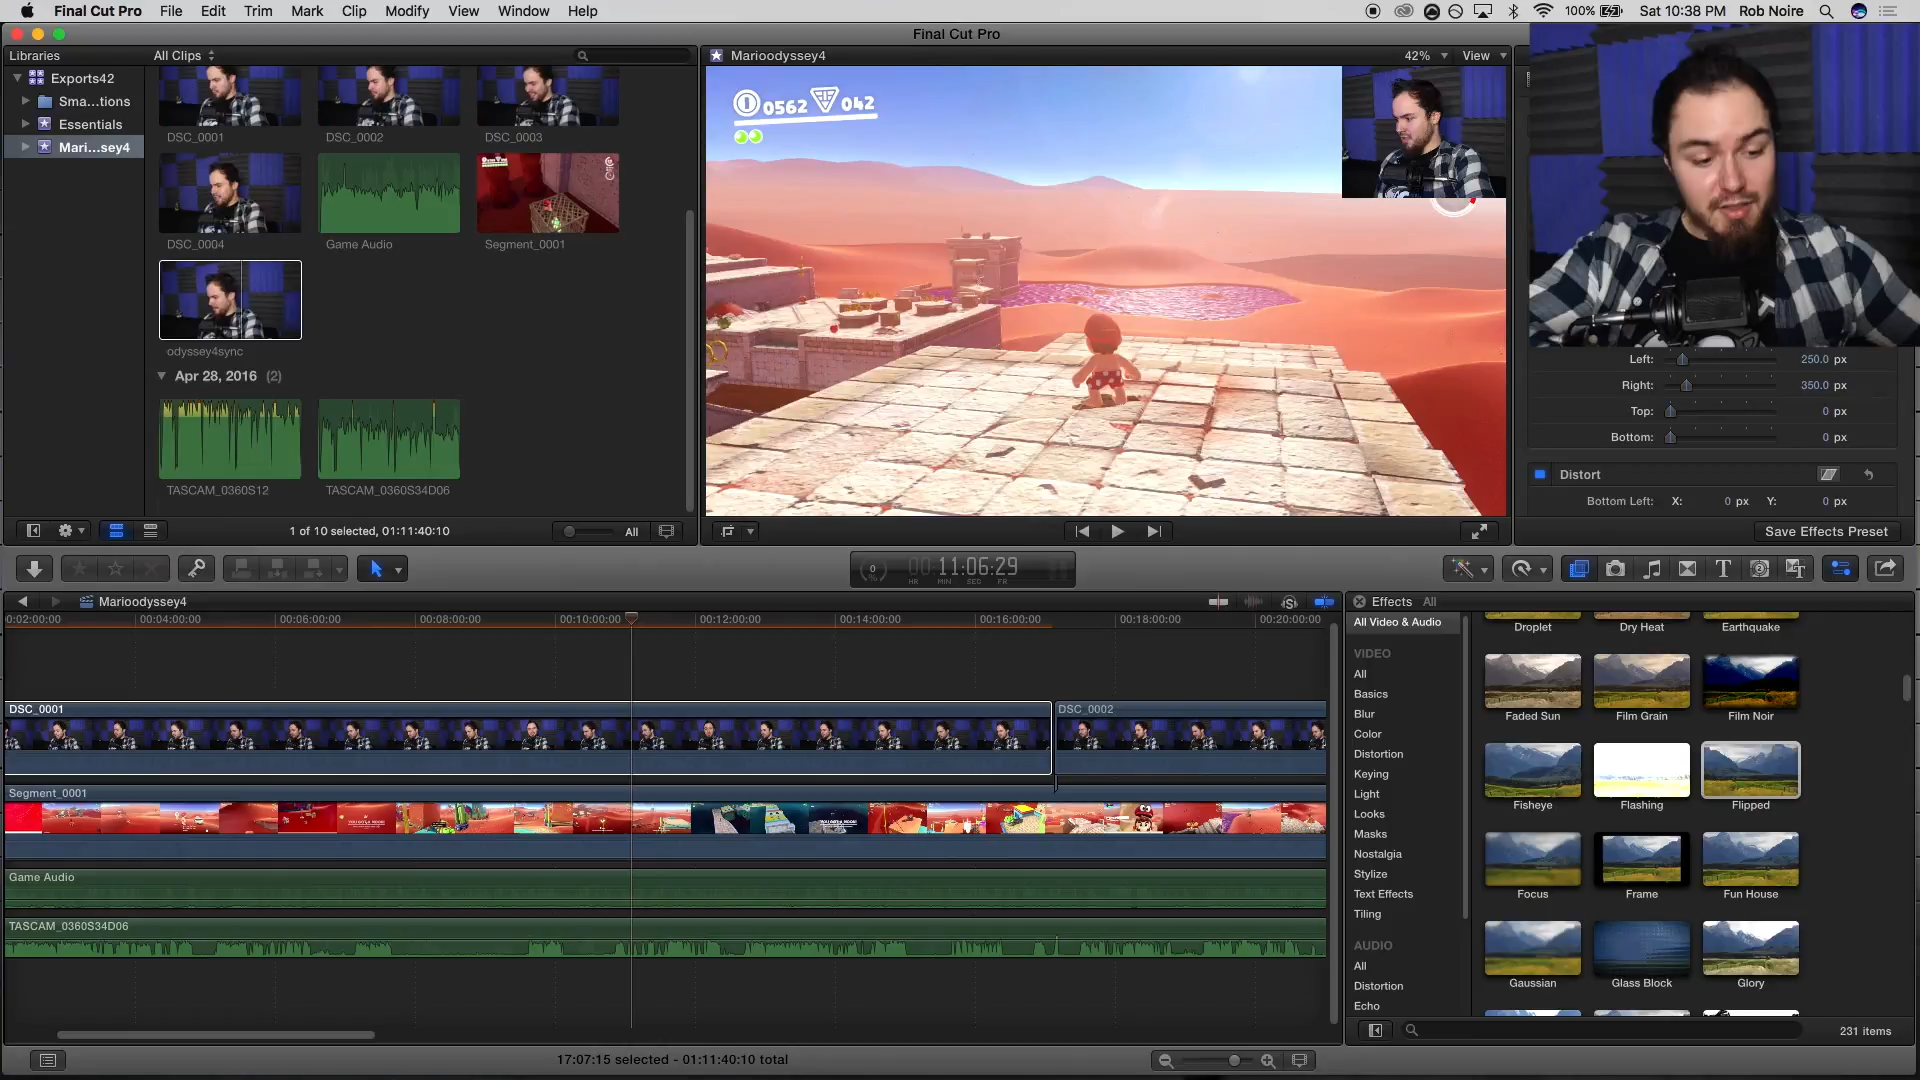 Final Cut Pro File Edit Trim Mark Clip Modify View Window Help 100% Sat 10:38 PM Rob Noire
Final Cut Pro
Libraries All Clips
Marioodyssey4 42% View
Exports42
Sma...tions
Essentials
Mari...sey4
DSC_0001 DSC_0002 DSC_0003
DSC_0004 Game Audio Segment_0001
odyssey4sync
Apr 28, 2016 (2)
TASCAM_0360S12 TASCAM_0360S34D06
1 of 10 selected, 01:11:40:10 All
0562 042
Left: 250.0 px
Right: 350.0 px
Top: 0 px
Bottom: 0 px
Distort
Bottom Left: X: 0 px Y: 0 px
Save Effects Preset
0 % 00:11:06:29
HR MIN SEC FR
Marioodyssey4
0:02:00:00 00:04:00:00 00:06:00:00 00:08:00:00 00:10:00:00 00:12:00:00 00:14:00:00 00:16:00:00 00:18:00:00 00:20:00:00
DSC_0001 DSC_0002
Segment_0001
Game Audio
TASCAM_0360S34D06
17:07:15 selected - 01:11:40:10 total
Effects All
All Video & Audio
VIDEO
All
Basics
Blur
Color
Distortion
Keying
Light
Looks
Masks
Nostalgia
Stylize
Text Effects
Tiling
AUDIO
All
Distortion
Echo
Droplet Dry Heat Earthquake
Faded Sun Film Grain Film Noir
Fisheye Flashing Flipped
Focus Frame Fun House
Gaussian Glass Block Glory
231 items